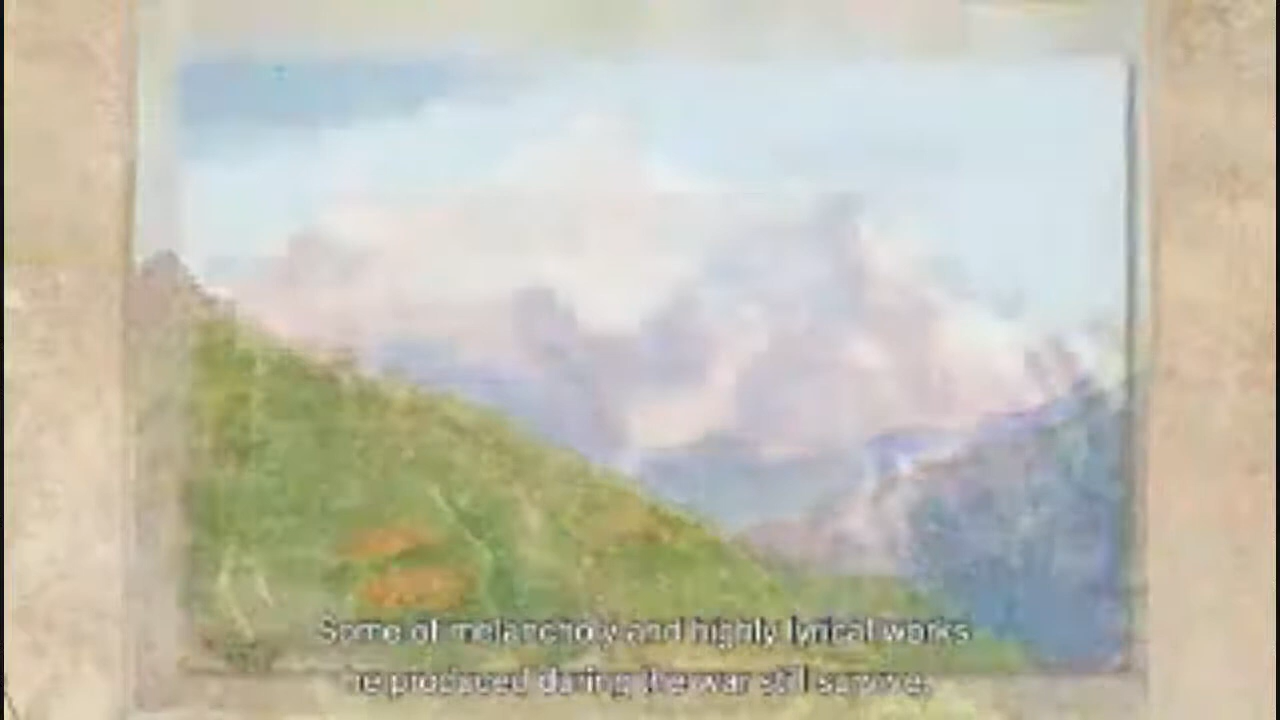 Some of melancholy and highly lyrical works
he produced during the war still survive.